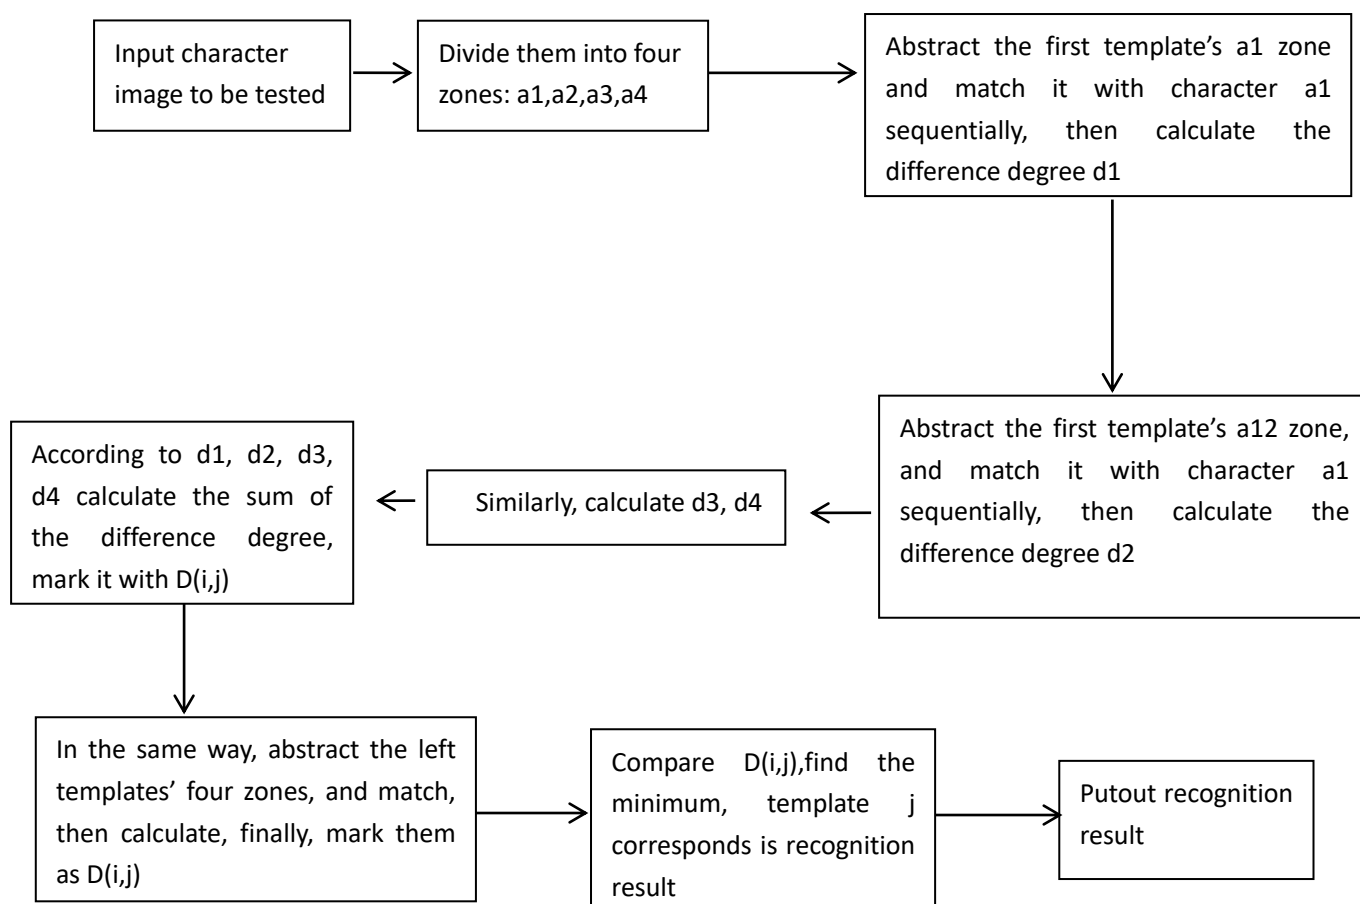 Input character
image to be tested
Divide them into four
zones: a1,a2,a3,a4
Abstract the first template’s a1 zone
and match it with character a1
sequentially, then calculate the
difference degree d1
Abstract the first template’s a12 zone,
and match it with character a1
sequentially, then calculate the
difference degree d2
Similarly, calculate d3, d4
According to d1, d2, d3,
d4 calculate the sum of
the difference degree,
mark it with D(i,j)
In the same way, abstract the left
templates’ four zones, and match,
then calculate, finally, mark them
as D(i,j)
Compare D(i,j),find the
minimum, template j
corresponds is recognition
result
Putout recognition
result